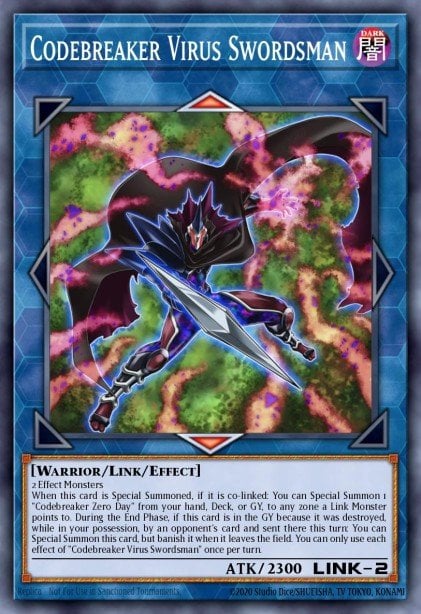 CODEBREAKER VIRUS SWORDSMAN
DARK
闇
[WARRIOR/LINK/EFFECT]
2 Effect Monsters
When this card is Special Summoned, if it is co-linked: You can Special Summon 1
"Codebreaker Zero Day" from your hand, Deck, or GY, to any zone a Link Monster
points to. During the End Phase, if this card is in the GY because it was destroyed,
while in your possession, by an opponent's card and sent there this turn: You can
Special Summon this card, but banish it when it leaves the field. You can only use each
effect of "Codebreaker Virus Swordsman" once per turn.
ATK/2300 LINK-2
Replica - Not For Use in Sanctioned Tournaments ©2020 Studio Dice/SHUEISHA, TV TOKYO, KONAMI